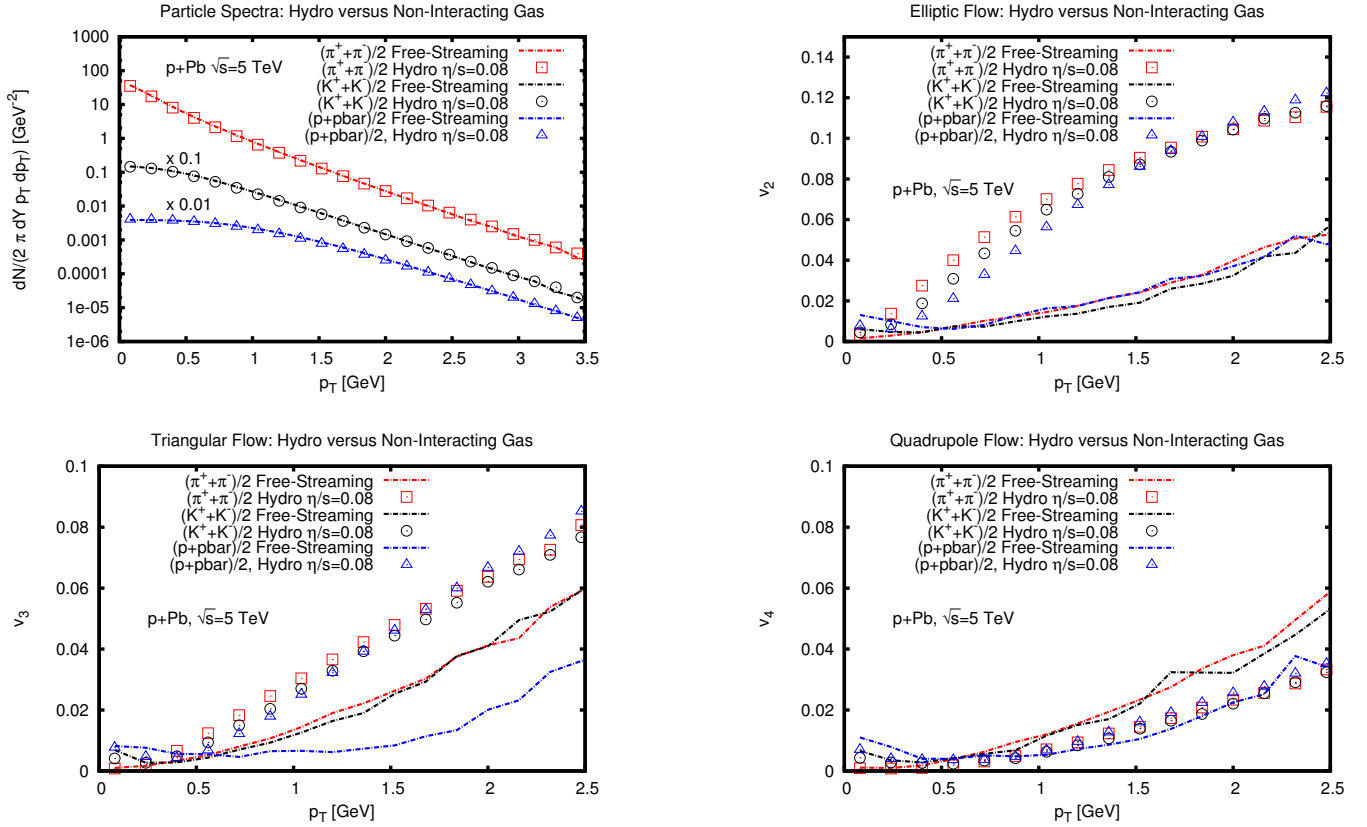 Particle Spectra: Hydro versus Non-Interacting Gas
dN/(2 π dY p_T dp_T) [GeV^-2]
1000
100
10
1
0.1
0.01
0.001
0.0001
1e-05
1e-06
p+Pb √s=5 TeV
(π^++π^-)/2 Free-Streaming
(π^++π^-)/2 Hydro η/s=0.08
(K^++K^-)/2 Free-Streaming
(K^++K^-)/2 Hydro η/s=0.08
(p+pbar)/2 Free-Streaming
(p+pbar)/2, Hydro η/s=0.08
x 0.1
x 0.01
0 0.5 1 1.5 2 2.5 3 3.5
p_T [GeV]
Elliptic Flow: Hydro versus Non-Interacting Gas
v_2
0.14
0.12
0.1
0.08
0.06
0.04
0.02
0
(π^++π^-)/2 Free-Streaming
(π^++π^-)/2 Hydro η/s=0.08
(K^++K^-)/2 Free-Streaming
(K^++K^-)/2 Hydro η/s=0.08
(p+pbar)/2 Free-Streaming
(p+pbar)/2, Hydro η/s=0.08
p+Pb, √s=5 TeV
0 0.5 1 1.5 2 2.5
p_T [GeV]
Triangular Flow: Hydro versus Non-Interacting Gas
v_3
0.1
0.08
0.06
0.04
0.02
0
(π^++π^-)/2 Free-Streaming
(π^++π^-)/2 Hydro η/s=0.08
(K^++K^-)/2 Free-Streaming
(K^++K^-)/2 Hydro η/s=0.08
(p+pbar)/2 Free-Streaming
(p+pbar)/2, Hydro η/s=0.08
p+Pb, √s=5 TeV
0 0.5 1 1.5 2 2.5
p_T [GeV]
Quadrupole Flow: Hydro versus Non-Interacting Gas
v_4
0.1
0.08
0.06
0.04
0.02
0
(π^++π^-)/2 Free-Streaming
(π^++π^-)/2 Hydro η/s=0.08
(K^++K^-)/2 Free-Streaming
(K^++K^-)/2 Hydro η/s=0.08
(p+pbar)/2 Free-Streaming
(p+pbar)/2, Hydro η/s=0.08
p+Pb, √s=5 TeV
0 0.5 1 1.5 2 2.5
p_T [GeV]